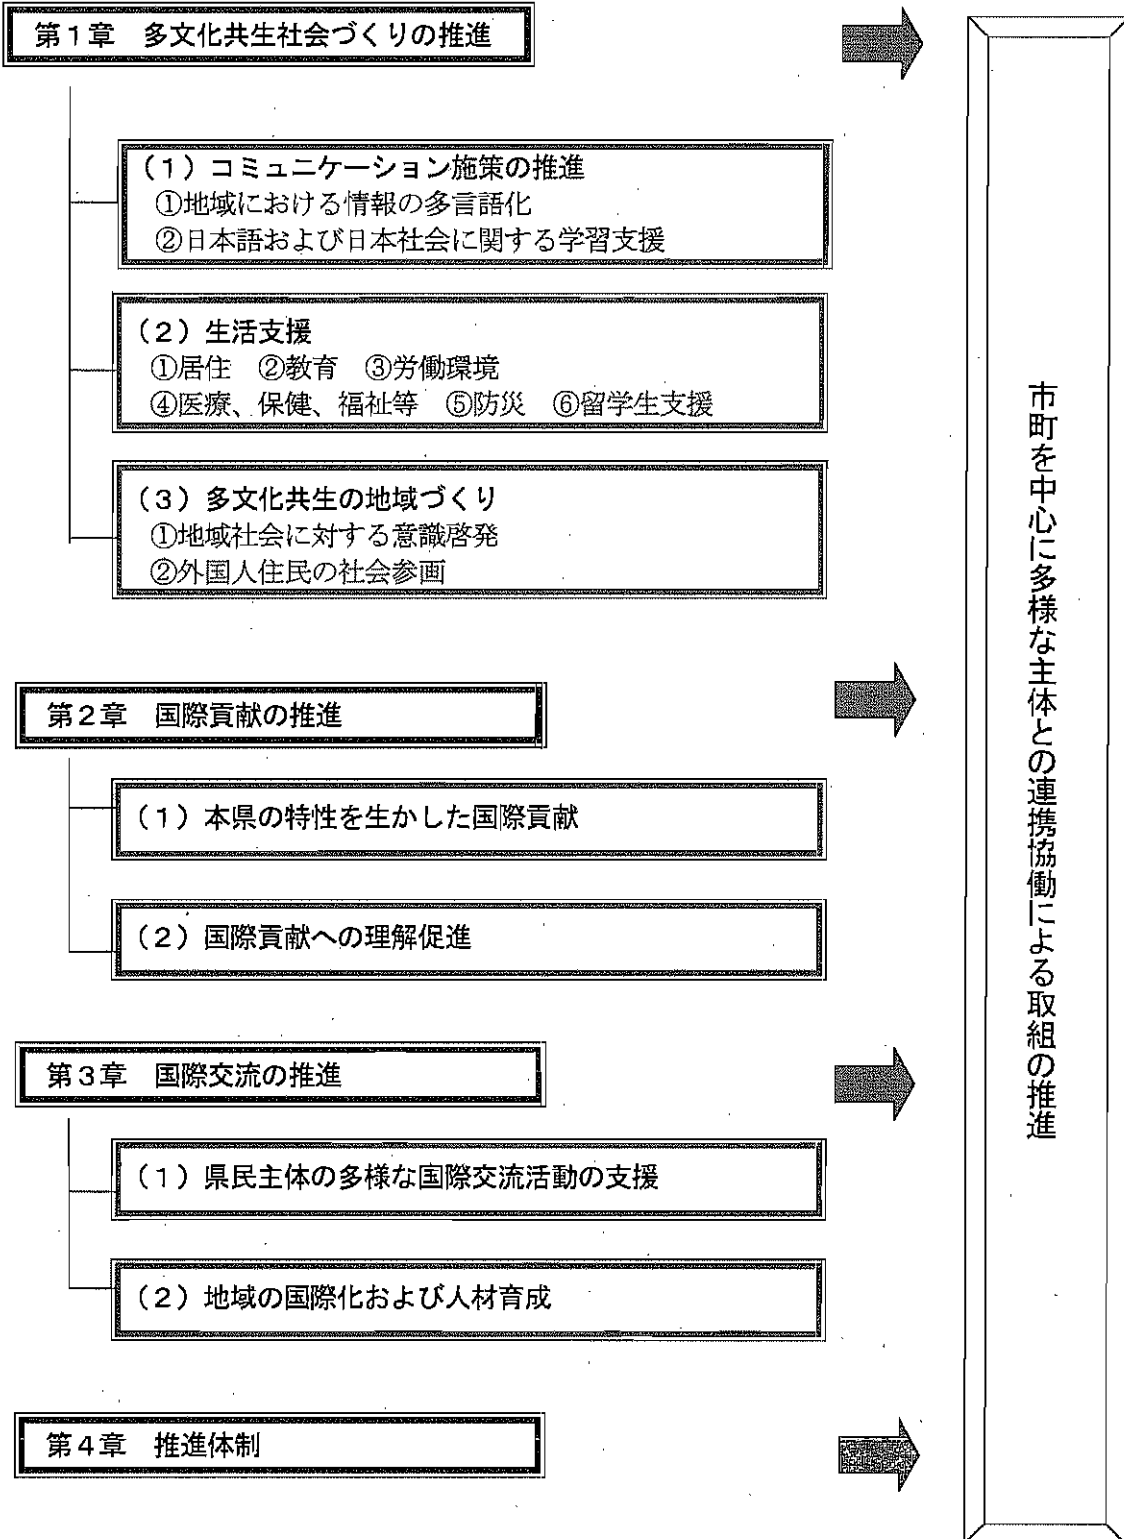 第1章 多文化共生社会づくりの推進
(1)コミュニケーション施策の推進
①地域における情報の多言語化
②日本語および日本社会に関する学習支援
(2)生活支援
①居住 ②教育 ③労働環境
④医療、保健、福祉等 ⑤防災 ⑥留学生支援
(3)多文化共生の地域づくり
①地域社会に対する意識啓発
②外国人住民の社会参画
第2章 国際貢献の推進
(1)本県の特性を生かした国際貢献
(2)国際貢献への理解促進
第3章 国際交流の推進
(1)県民主体の多様な国際交流活動の支援
(2)地域の国際化および人材育成
第4章 推進体制
市町を中心に多様な主体との連携協働による取組の推進